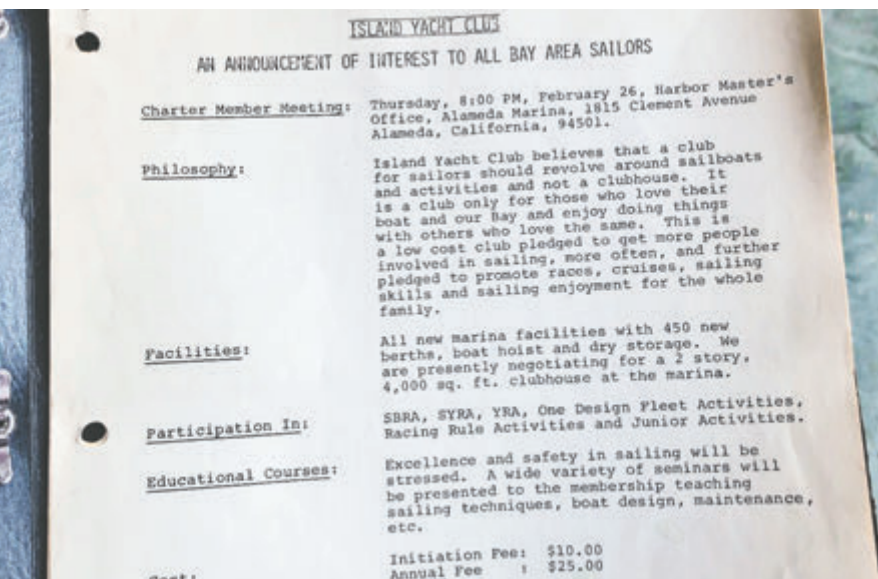 ISLAND YACHT CLUB
AN ANNOUNCEMENT OF INTEREST TO ALL BAY AREA SAILORS
Charter Member Meeting: Thursday, 8:00 PM, February 26, Harbor Master's
Office, Alameda Marina, 1815 Clement Avenue
Alameda, California, 94501.
Philosophy: Island Yacht Club believes that a club
for sailors should revolve around sailboats
and activities and not a clubhouse. It
is a club only for those who love their
boat and our Bay and enjoy doing things
with others who love the same. This is
a low cost club pledged to get more people
involved in sailing, more often, and further
pledged to promote races, cruises, sailing
skills and sailing enjoyment for the whole
family.
Facilities: All new marina facilities with 450 new
berths, boat hoist and dry storage. We
are presently negotiating for a 2 story,
4,000 sq. ft. clubhouse at the marina.
Participation In: SBRA, SYRA, YRA, One Design Fleet Activities,
Racing Rule Activities and Junior Activities.
Educational Courses: Excellence and safety in sailing will be
stressed. A wide variety of seminars will
be presented to the membership teaching
sailing techniques, boat design, maintenance,
etc.
Initiation Fee: $10.00
Cost: Annual Fee : $25.00